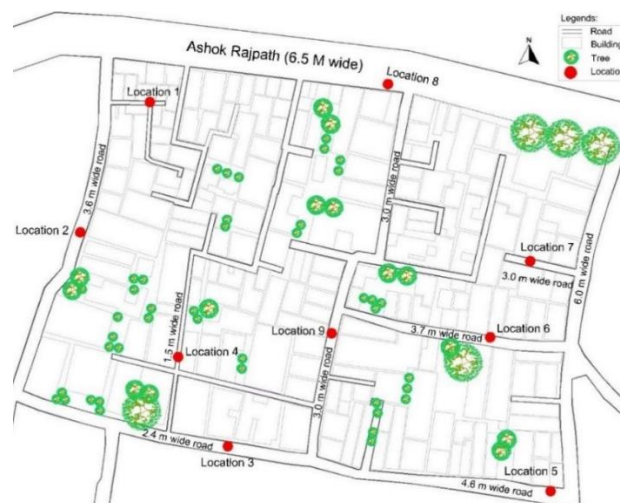 Legends:
Road
Building
Tree
Locatio
N
Ashok Rajpath (6.5 M wide)
Location 8
Location 1
3.6 m wide road
3.0 m wide road
Location 2
Location 7
3.0 m wide road
6.0 m wide road
1.5 m wide road
Location 9
3.7 m wide road
Location 6
Location 4
3.0 m wide road
2.4 m wide road
Location 3
Location 5
4.6 m wide road